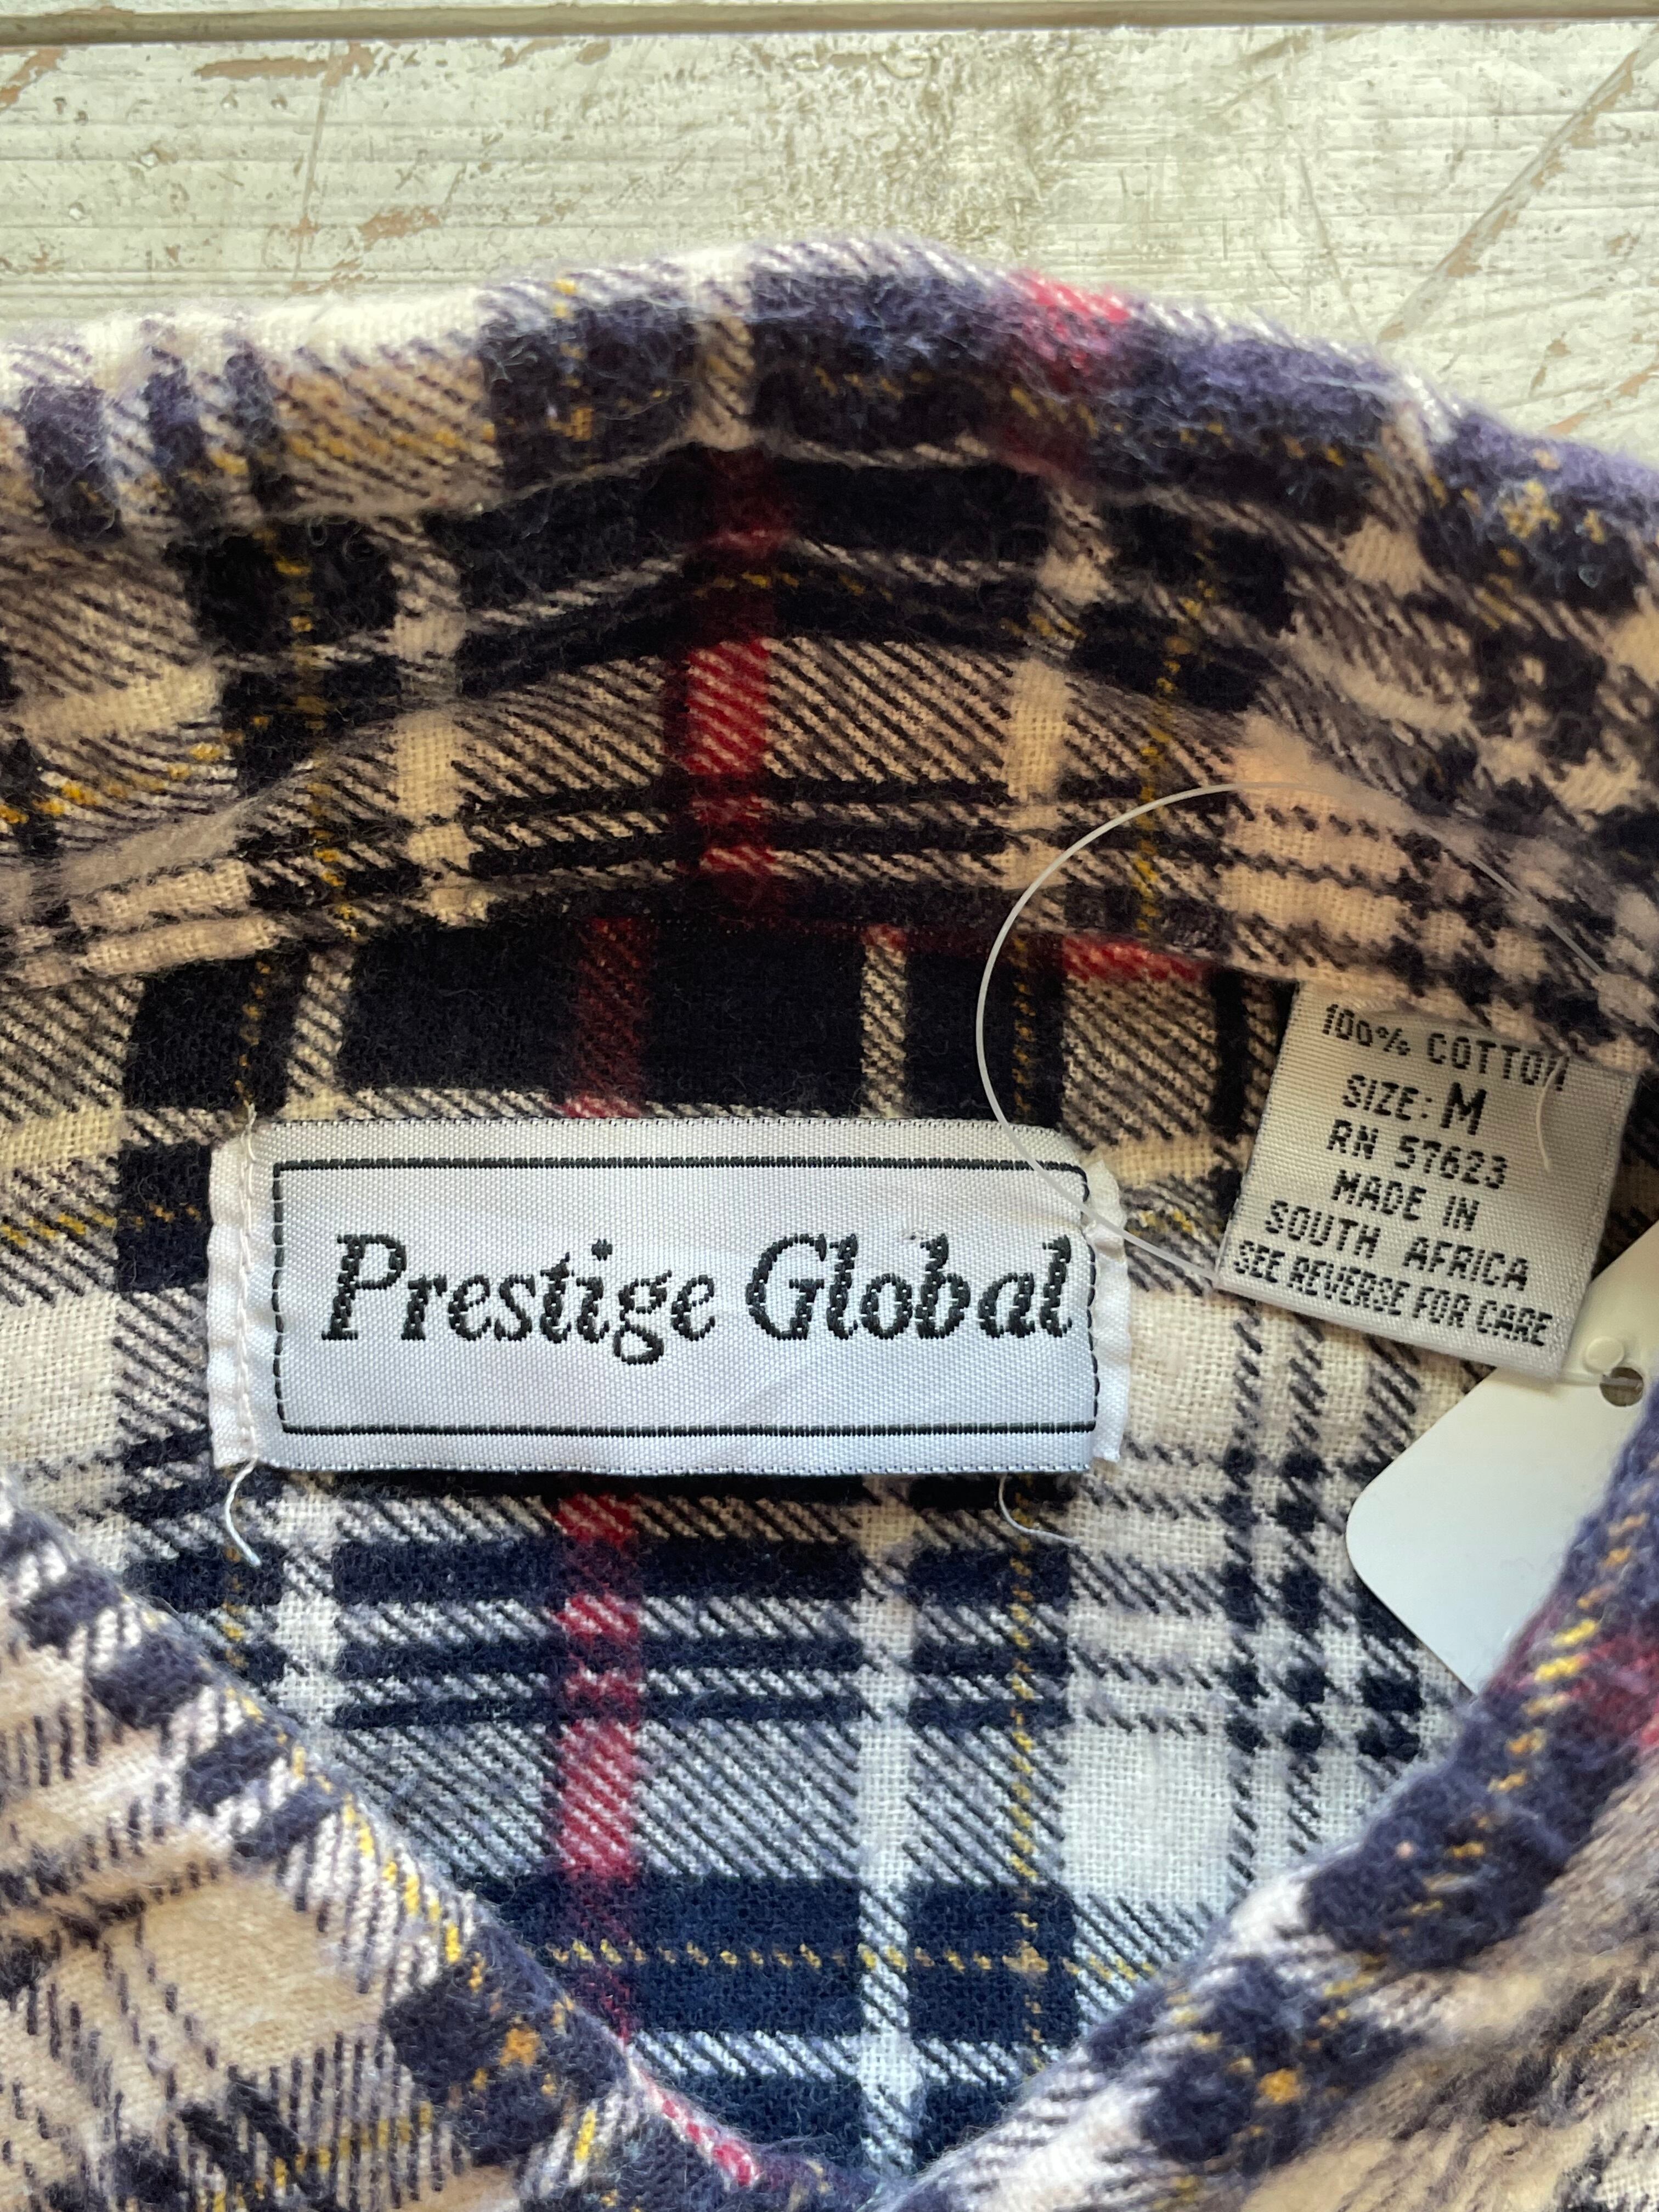 Prestige Global
100% COTTON
SIZE: M
RN 57623
MADE IN
SOUTH AFRICA
SEE REVERSE FOR CARE